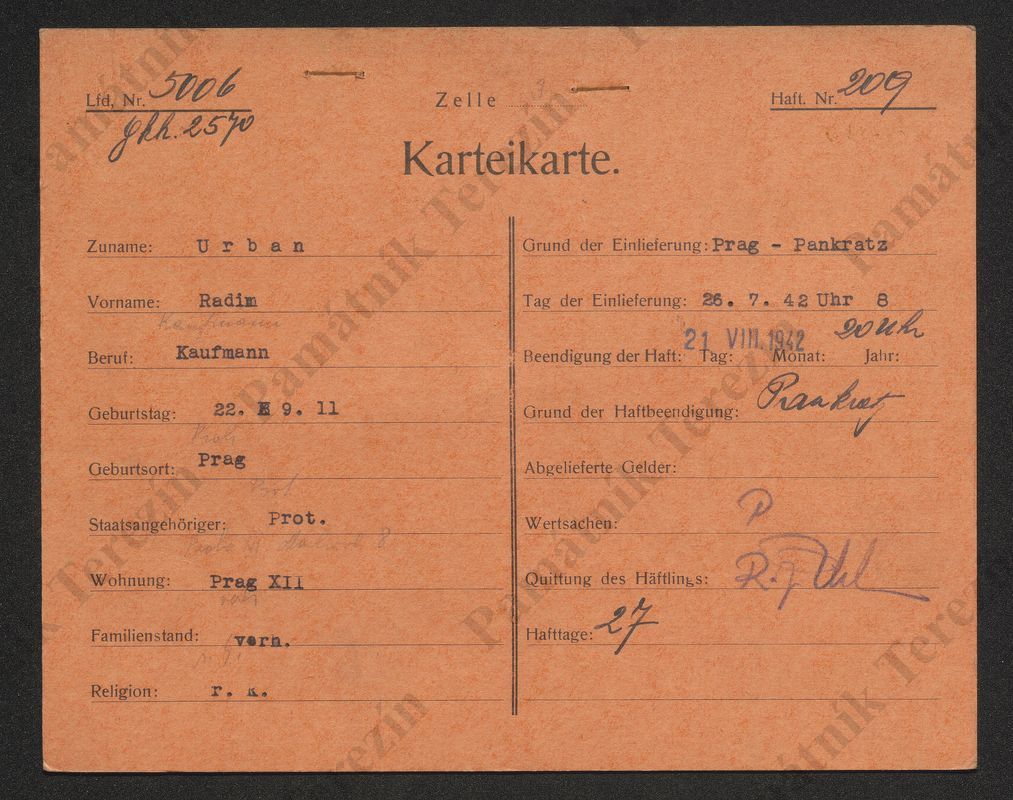 Lfd. Nr. 5006
gkh. 2570
Zelle 3
Haft. Nr. 209
Karteikarte.
Zuname: Urban
Vorname: Radim
Kaufmann
Beruf: Kaufmann
Geburtstag: 22. 9. 11
Geburtsort: Prag
Staatsangehöriger: Prot.
Wohnung: Prag XII
Familienstand: verh.
Religion: r. k.
Grund der Einlieferung: Prag - Pankratz
Tag der Einlieferung: 26. 7. 42 Uhr 8
Beendigung der Haft: Tag: Monat: Jahr:
21 VIII. 1942 20 Uhr
Grund der Haftbeendigung: Pankratz
Abgelieferte Gelder:
Wertsachen:
Quittung des Häftlings:
Hafttage: 27
Památník Terezín